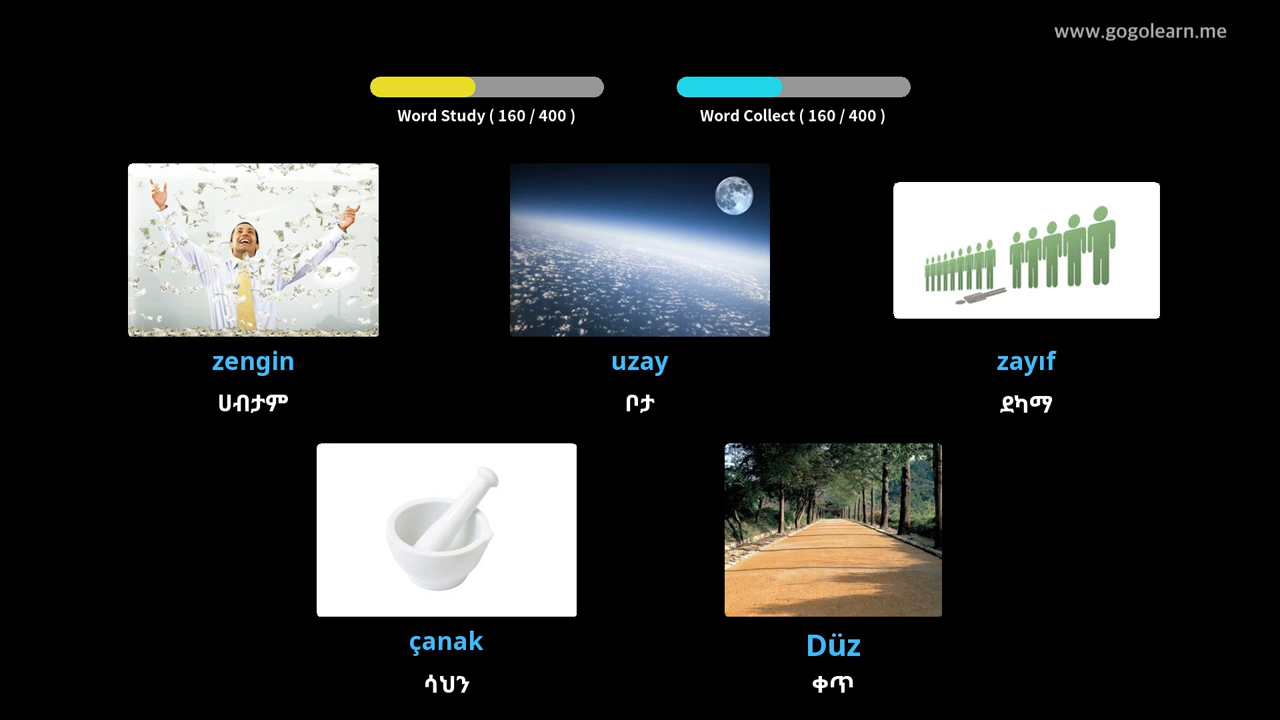 www.gogolearn.me
Word Study ( 160 / 400 )
Word Collect ( 160 / 400 )
zengin
ሀብታም
uzay
ቦታ
zayıf
ደካማ
çanak
ሳህን
Düz
ቀጥ